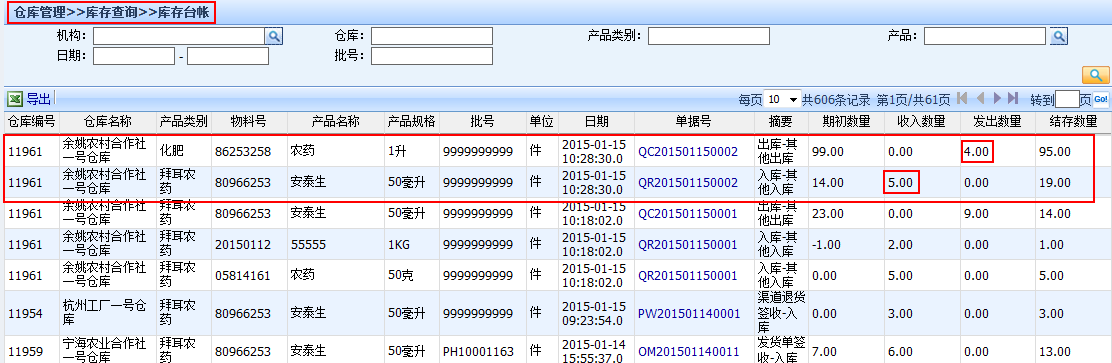 仓库管理>>库存查询>>库存台帐
机构: 仓库: 产品类别: 产品:
日期: - 批号:
导出 每页 10 共606条记录 第1页/共61页 转到 页 Go!
仓库编号 仓库名称 产品类别 物料号 产品名称 产品规格 批号 单位 日期 单据号 摘要 期初数量 收入数量 发出数量 结存数量
11961 余姚农村合作社一号仓库 化肥 86253258 农药 1升 9999999999 件 2015-01-15 10:28:30.0 QC201501150002 出库-其他出库 99.00 0.00 4.00 95.00
11961 余姚农村合作社一号仓库 拜耳农药 80966253 安泰生 50毫升 9999999999 件 2015-01-15 10:28:30.0 QR201501150002 入库-其他入库 14.00 5.00 0.00 19.00
11961 余姚农村合作社一号仓库 拜耳农药 80966253 安泰生 50毫升 9999999999 件 2015-01-15 10:18:02.0 QC201501150001 出库-其他出库 23.00 0.00 9.00 14.00
11961 余姚农村合作社一号仓库 拜耳农药 20150112 55555 1KG 9999999999 件 2015-01-15 10:18:02.0 QR201501150001 入库-其他入库 -1.00 2.00 0.00 1.00
11961 余姚农村合作社一号仓库 拜耳农药 05814161 农药 50克 9999999999 件 2015-01-15 10:18:02.0 QR201501150001 入库-其他入库 0.00 5.00 0.00 5.00
11954 杭州工厂一号仓库 拜耳农药 80966253 安泰生 50毫升 9999999999 件 2015-01-15 09:23:54.0 PW201501140001 渠道退货签收-入库 0.00 3.00 0.00 3.00
11959 宁海农业合作社一号仓库 拜耳农药 80966253 安泰生 50毫升 PH10001163 件 2015-01-14 15:55:37.0 OM201501140011 发货单签收-入库 7.00 6.00 0.00 13.00